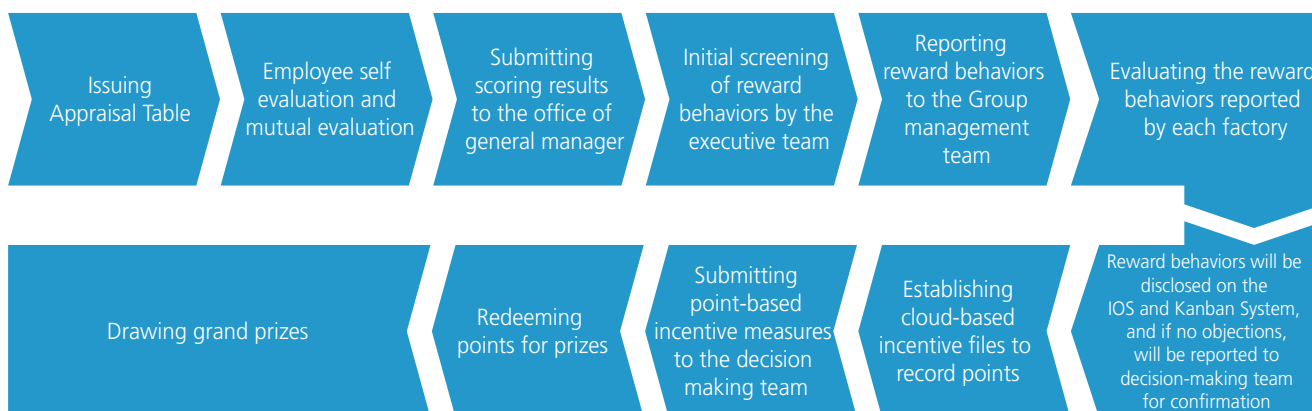 Issuing
Appraisal Table
Employee self
evaluation and
mutual evaluation
Submitting
scoring results
to the office of
general manager
Initial screening
of reward
behaviors by the
executive team
Reporting
reward behaviors
to the Group
management
team
Evaluating the reward
behaviors reported
by each factory
Reward behaviors will be
disclosed on the
IOS and Kanban System,
and if no objections,
will be reported to
decision-making team
for confirmation
Establishing
cloud-based
incentive files to
record points
Submitting
point-based
incentive measures
to the decision
making team
Redeeming
points for prizes
Drawing grand prizes